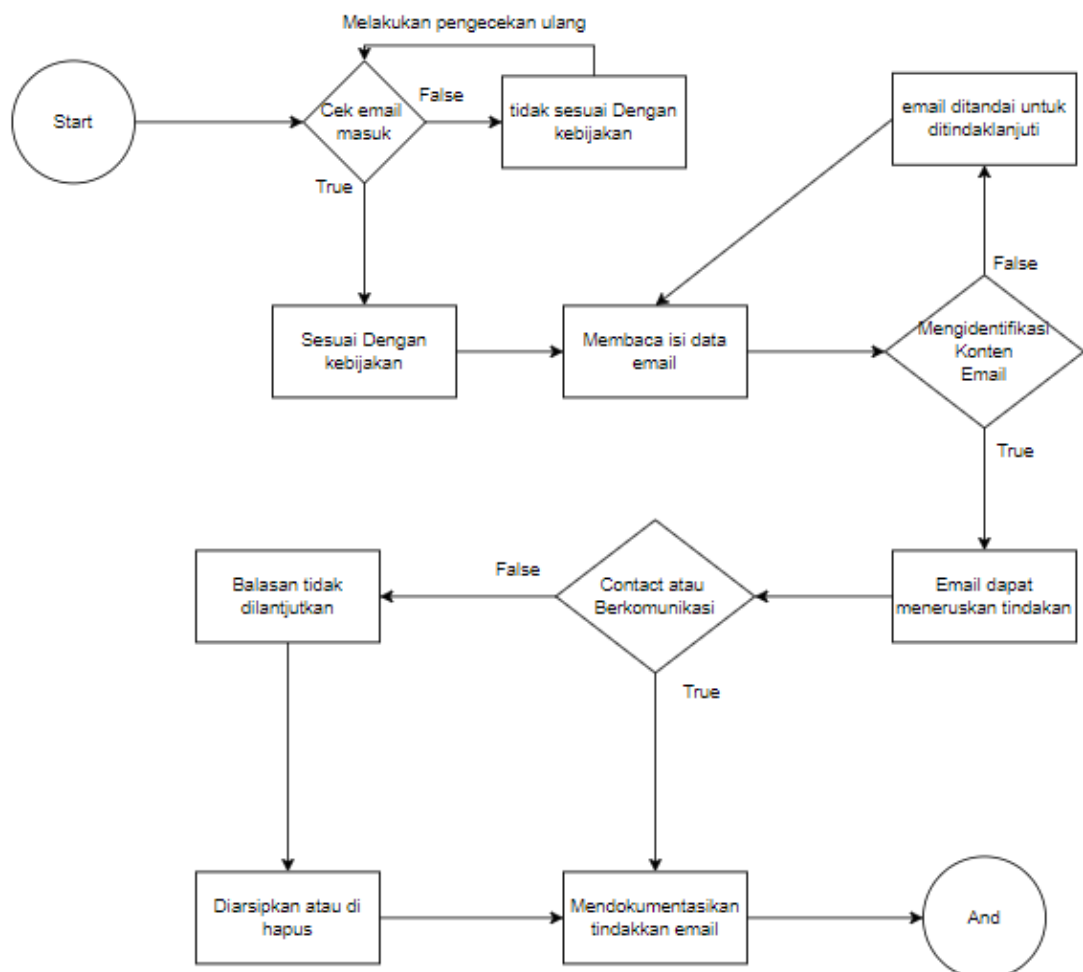 Melakukan pengecekan ulang
Start
Cek email
masuk
False
tidak sesuai Dengan
kebijakan
email ditandai untuk
ditindaklanjuti
True
False
Sesuai Dengan
kebijakan
Membaca isi data
email
Mengidentifikasi
Konten
Email
True
Balasan tidak
dilantjutkan
False
Contact atau
Berkomunikasi
Email dapat
meneruskan tindakan
True
Diarsipkan atau di
hapus
Mendokumentasikan
tindakkan email
And